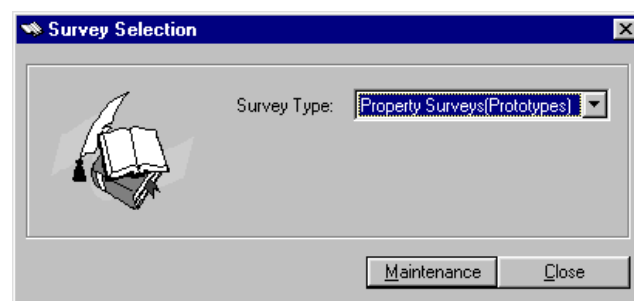 Survey Selection
Survey Type: Property Surveys(Prototypes)
Maintenance Close